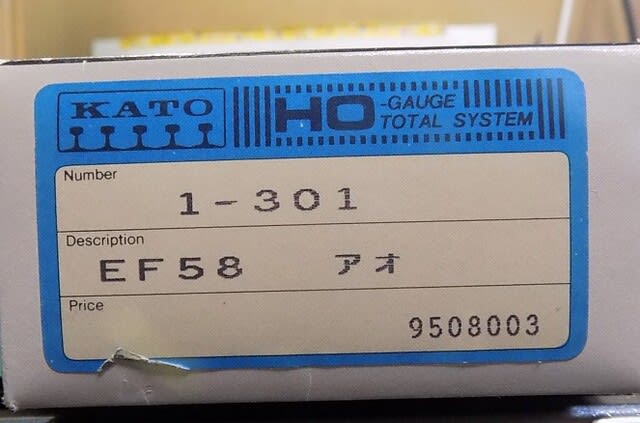 KATO
HO -GAUGE
TOTAL SYSTEM
Number
1-301
Description
EF58 アオ
Price
9508003